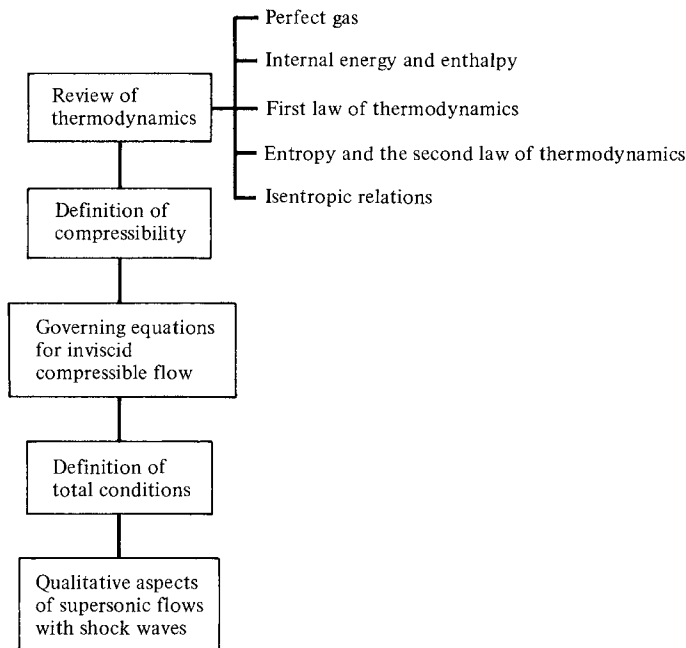 Perfect gas
Internal energy and enthalpy
Review of
thermodynamics
First law of thermodynamics
Entropy and the second law of thermodynamics
Isentropic relations
Definition of
compressibility
Governing equations
for inviscid
compressible flow
Definition of
total conditions
Qualitative aspects
of supersonic flows
with shock waves